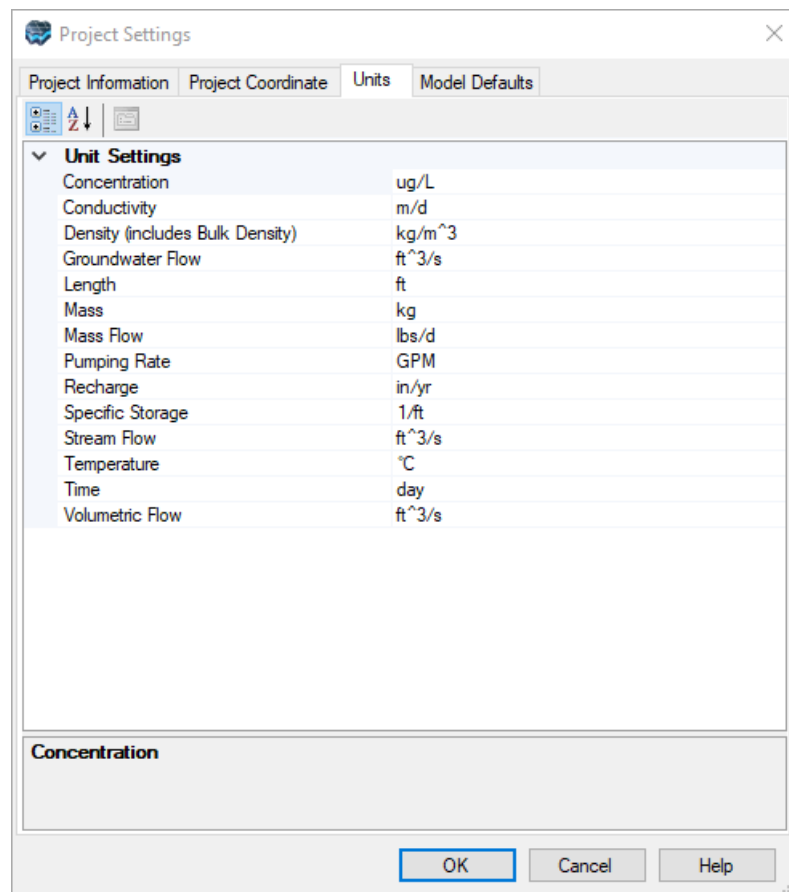 Project Settings
Project Information Project Coordinate Units Model Defaults
A
Z
Unit Settings
Concentration ug/L
Conductivity m/d
Density (includes Bulk Density) kg/m^3
Groundwater Flow ft^3/s
Length ft
Mass kg
Mass Flow lbs/d
Pumping Rate GPM
Recharge in/yr
Specific Storage 1/ft
Stream Flow ft^3/s
Temperature °C
Time day
Volumetric Flow ft^3/s
Concentration
OK Cancel Help